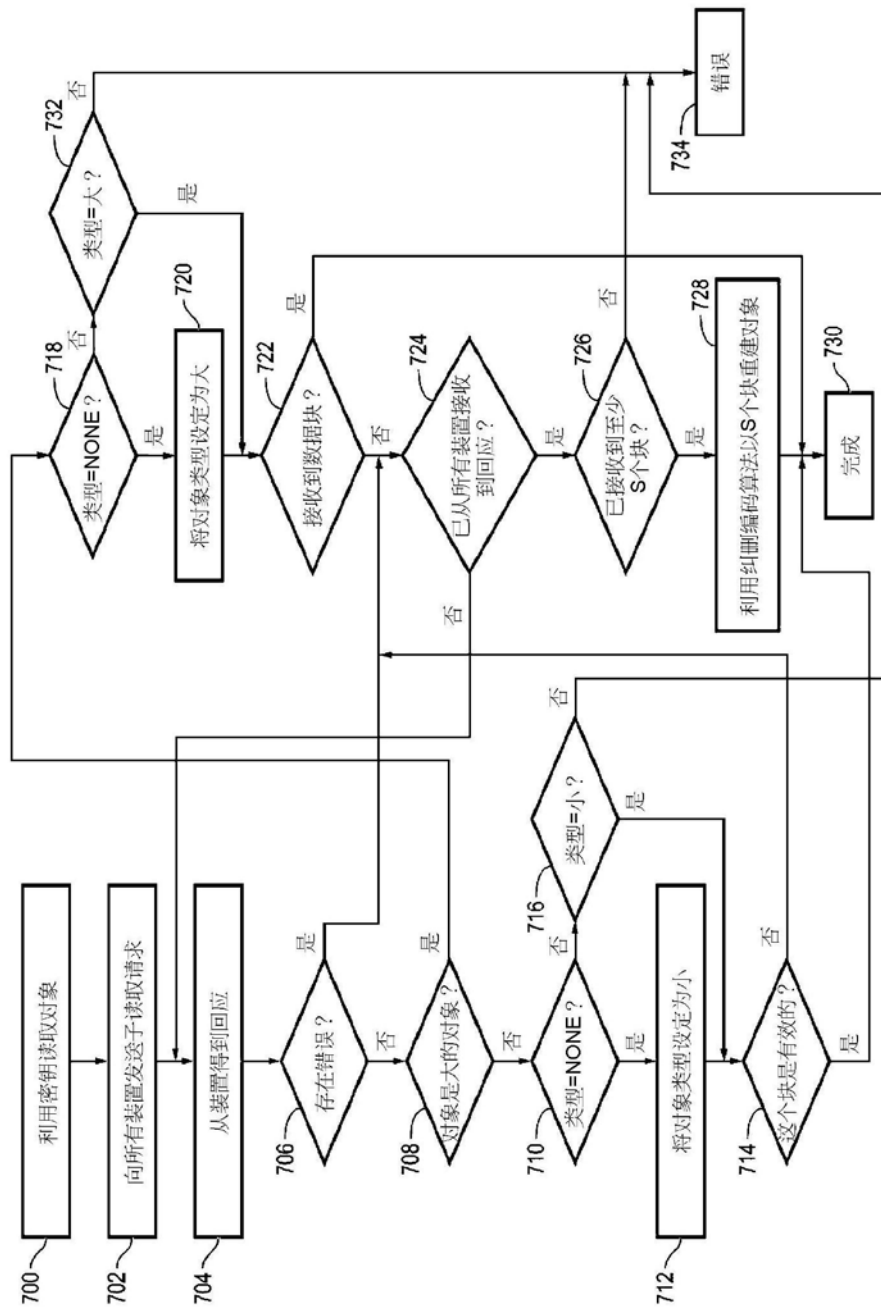 700
利用密钥读取对象
702
向所有装置发送子读取请求
704
从装置得到回应
706
存在错误？
是
否
708
对象是大的对象？
是
否
710
类型=NONE？
否
是
716
类型=小？
否
是
712
将对象类型设定为小
714
这个块是有效的？
否
是
718
类型=NONE？
否
是
732
类型=大？
否
是
720
将对象类型设定为大
722
接收到数据块？
是
否
724
已从所有装置接收
到回应？
否
是
726
已接收到至少
S个块？
否
是
728
利用纠删编码算法以S个块重建对象
730
完成
734
错误